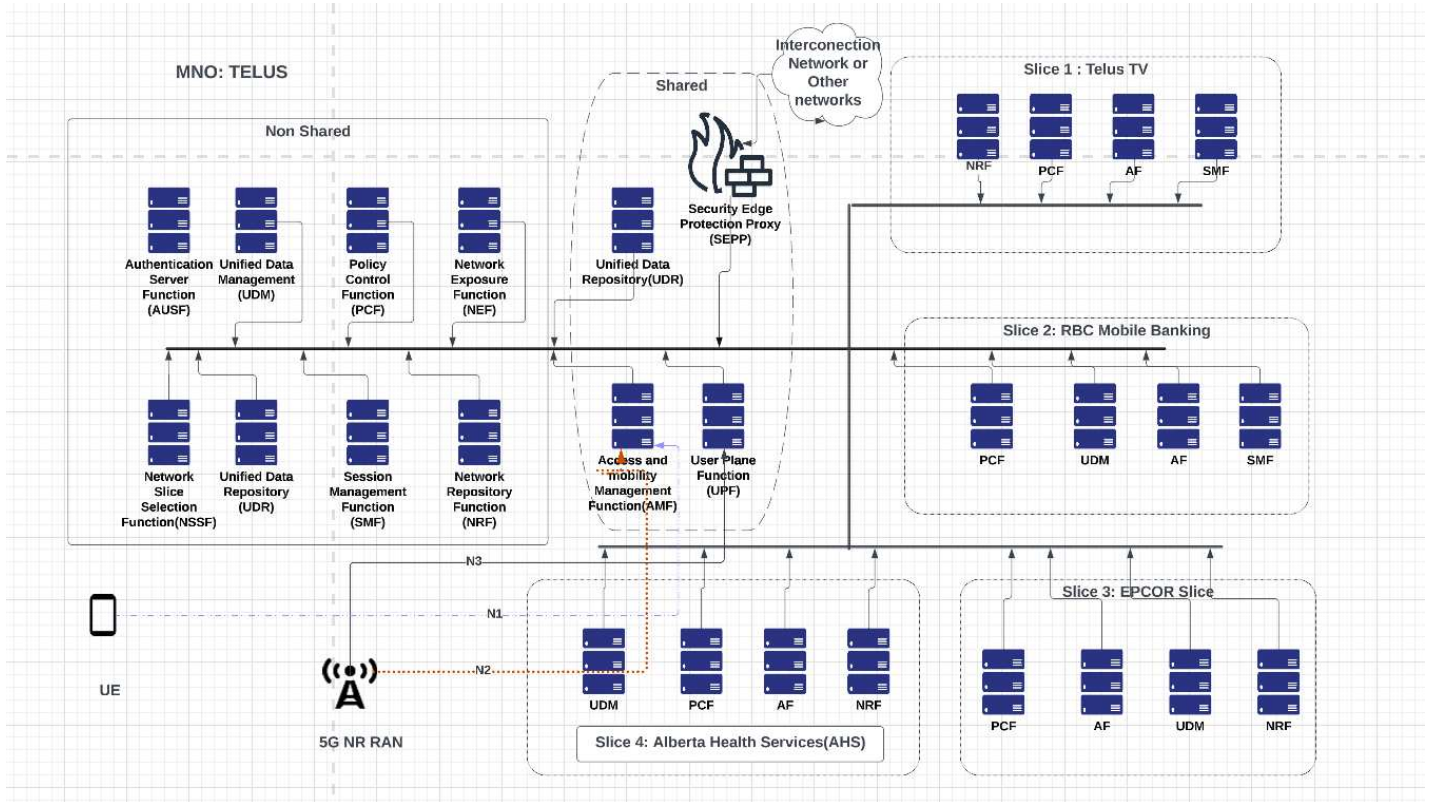 MNO: TELUS
Non Shared
Authentication
Server
Function
(AUSF)
Unified Data
Management
(UDM)
Policy
Control
Function
(PCF)
Network
Exposure
Function
(NEF)
Network
Slice
Selection
Function(NSSF)
Unified Data
Repository
(UDR)
Session
Management
Function
(SMF)
Network
Repository
Function
(NRF)
Shared
Unified Data
Repository(UDR)
Security Edge
Protection Proxy
(SEPP)
Access and
mobility
Management
Function(AMF)
User Plane
Function
(UPF)
Interconection
Network or
Other
networks
Slice 1 : Telus TV
NRF
PCF
AF
SMF
Slice 2: RBC Mobile Banking
PCF
UDM
AF
SMF
N3
N1
N2
UE
5G NR RAN
UDM
PCF
AF
NRF
Slice 4: Alberta Health Services(AHS)
Slice 3: EPCOR Slice
PCF
AF
UDM
NRF